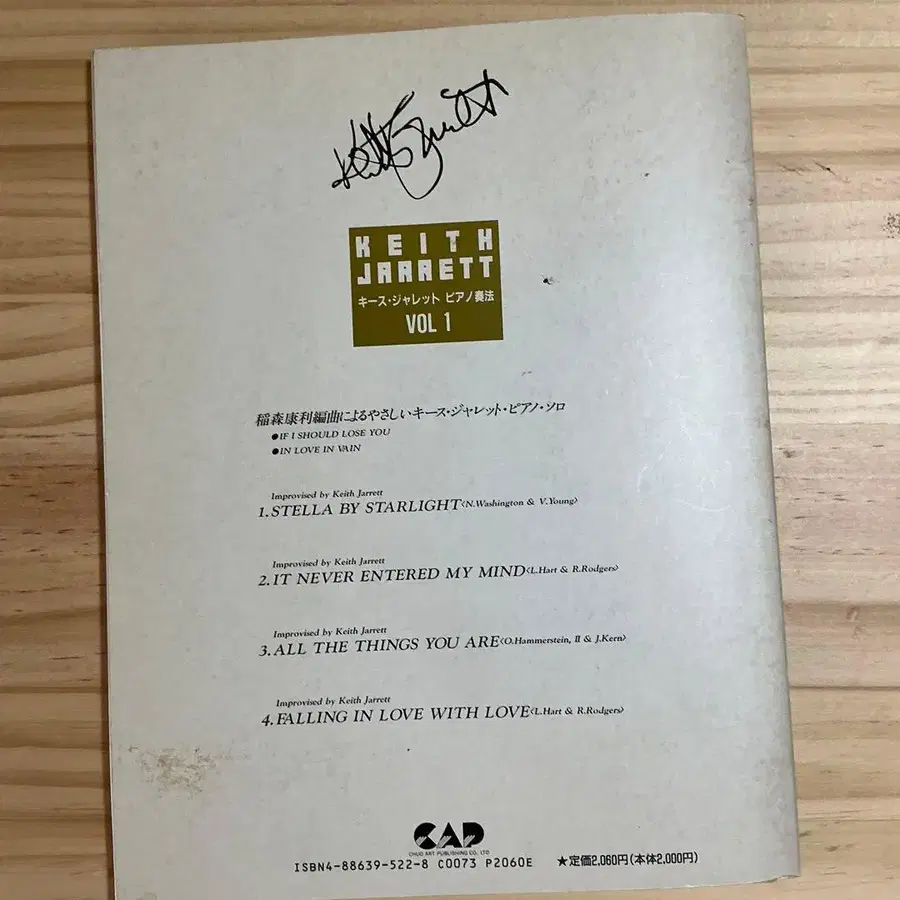 Keith Jarrett
KEITH
JARRETT
キース・ジャレット ピアノ奏法
VOL 1
稲森康利編曲によるやさしいキース・ジャレット・ピアノ・ソロ
●IF I SHOULD LOSE YOU
●IN LOVE IN VAIN
Improvised by Keith Jarrett
1.STELLA BY STARLIGHT<N.Washington & V.Young>
Improvised by Keith Jarrett
2.IT NEVER ENTERED MY MIND<L.Hart & R.Rodgers>
Improvised by Keith Jarrett
3.ALL THE THINGS YOU ARE<O.Hammerstein, II & J.Kern>
Improvised by Keith Jarrett
4.FALLING IN LOVE WITH LOVE<L.Hart & R.Rodgers>
CAP
CHUO ART PUBLISHING CO., LTD
ISBN4-88639-522-8 C0073 P2060E ★定価2,060円(本体2,000円)